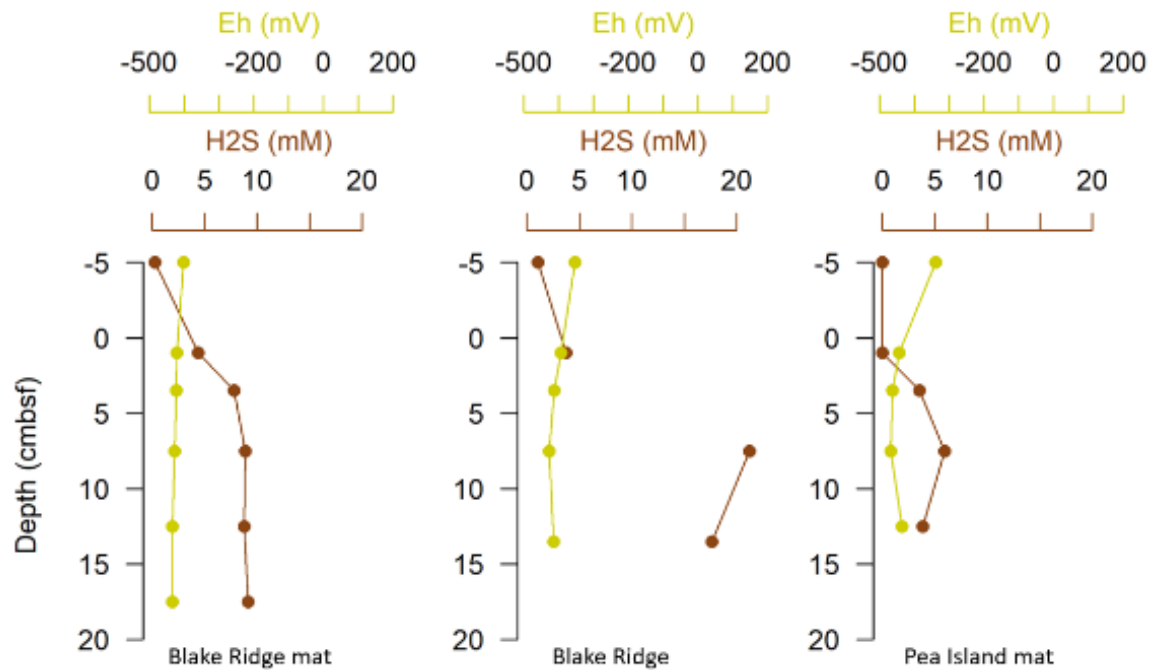 Eh (mV) Eh (mV) Eh (mV)
-500 -200 0 200 -500 -200 0 200 -500 -200 0 200
H2S (mM) H2S (mM) H2S (mM)
0 5 10 20 0 5 10 20 0 5 10 20
-5 -5 -5
0 0 0
5 5 5
10 10 10
15 15 15
20 20 20
Depth (cmbsf)
Blake Ridge mat Blake Ridge Pea Island mat